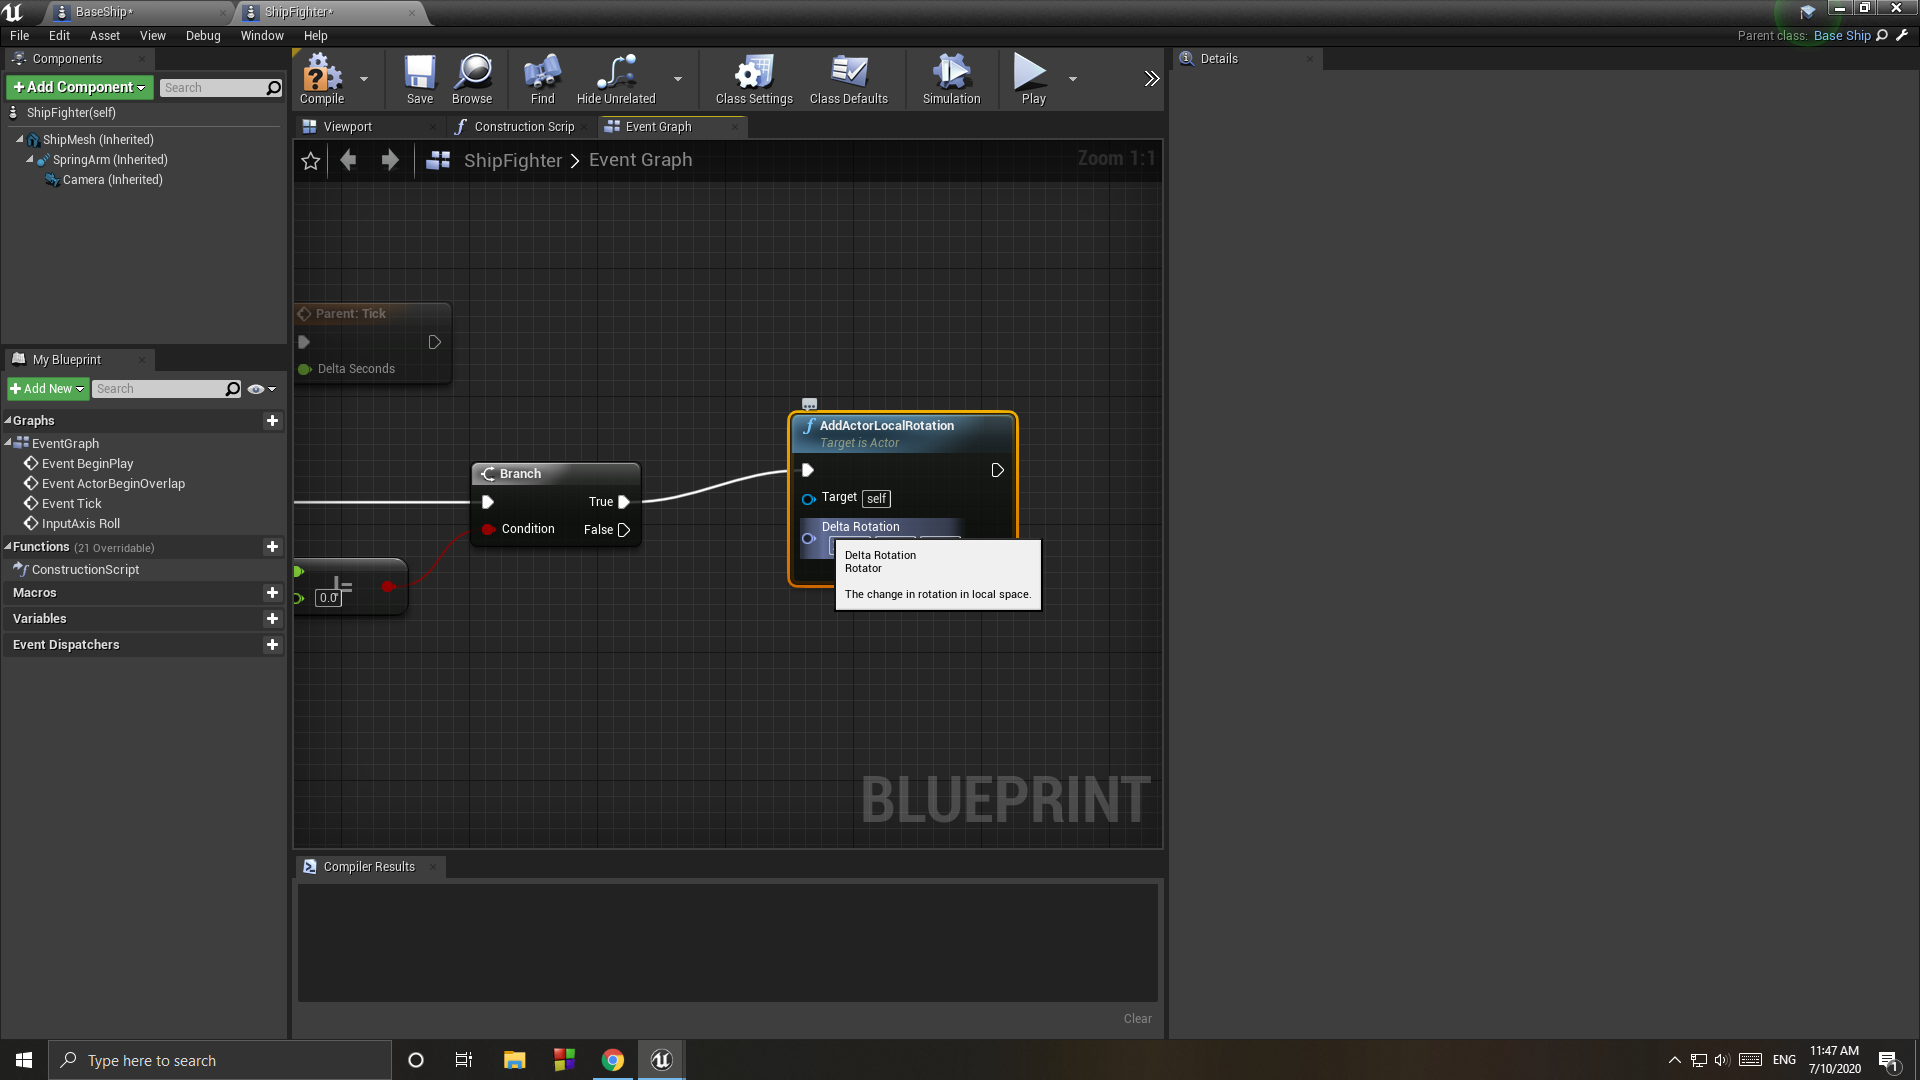 BaseShip*
ShipFighter*
File Edit Asset View Debug Window Help
Parent class: Base Ship
Components
Add Component
Search
ShipFighter(self)
ShipMesh (Inherited)
SpringArm (Inherited)
Camera (Inherited)
My Blueprint
Add New
Search
Graphs
EventGraph
Event BeginPlay
Event ActorBeginOverlap
Event Tick
InputAxis Roll
Functions (21 Overridable)
ConstructionScript
Macros
Variables
Event Dispatchers
Compile
Save
Browse
Find
Hide Unrelated
Class Settings
Class Defaults
Simulation
Play
Viewport
Construction Scrip
Event Graph
ShipFighter > Event Graph
Zoom 1:1
Parent: Tick
Delta Seconds
Branch
True
Condition
False
!=
0.0
AddActorLocalRotation
Target is Actor
Target self
Delta Rotation
Delta Rotation
Rotator
The change in rotation in local space.
BLUEPRINT
Compiler Results
Clear
Details
Type here to search
ENG
11:47 AM
7/10/2020
1